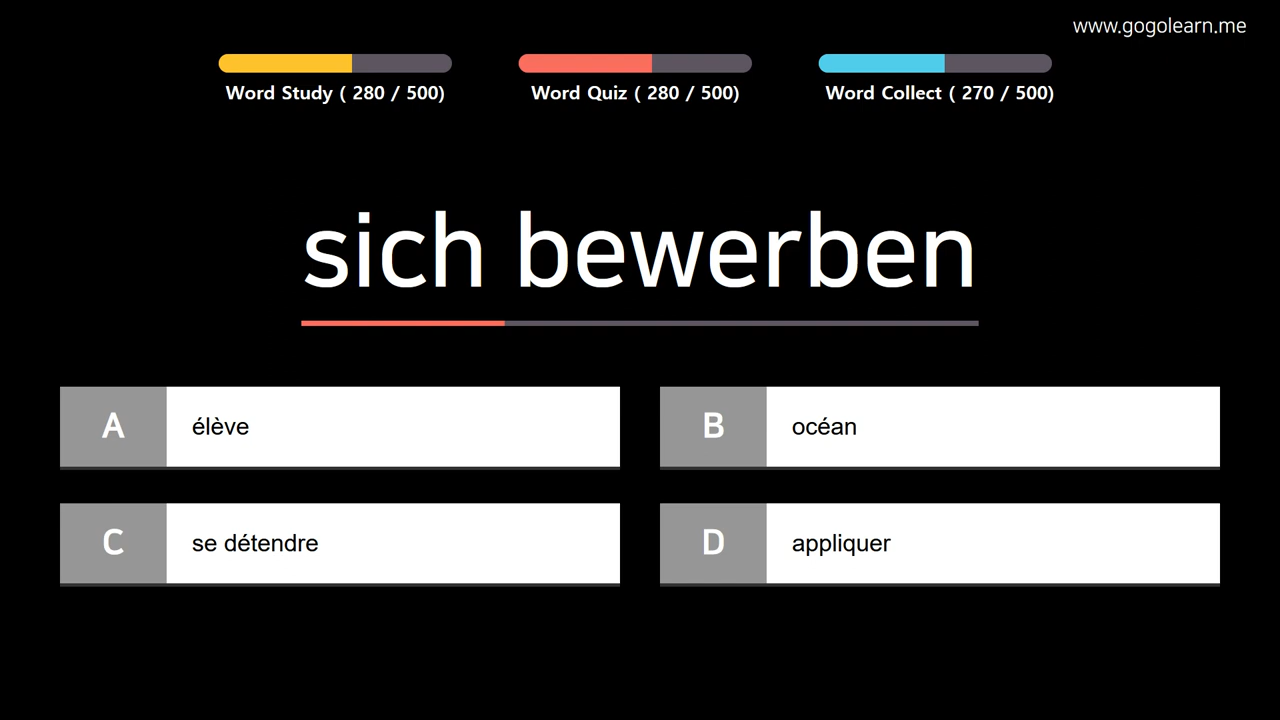 www.gogolearn.me
Word Study ( 280 / 500)
Word Quiz ( 280 / 500)
Word Collect ( 270 / 500)
sich bewerben
A
élève
B
océan
C
se détendre
D
appliquer